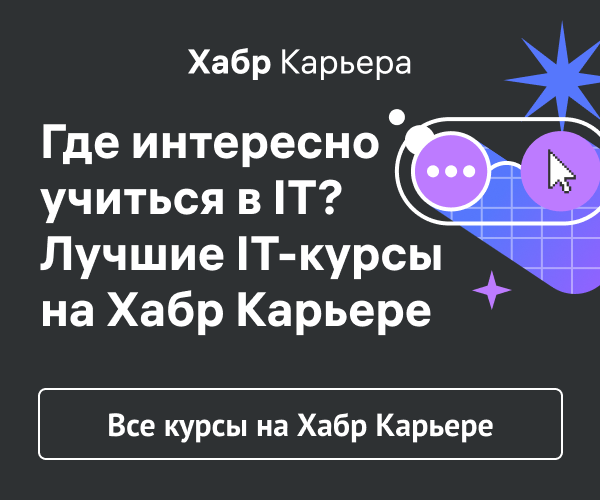 Хабр Карьера
Где интересно
учиться в IT?
Лучшие IT-курсы
на Хабр Карьере
Все курсы на Хабр Карьере